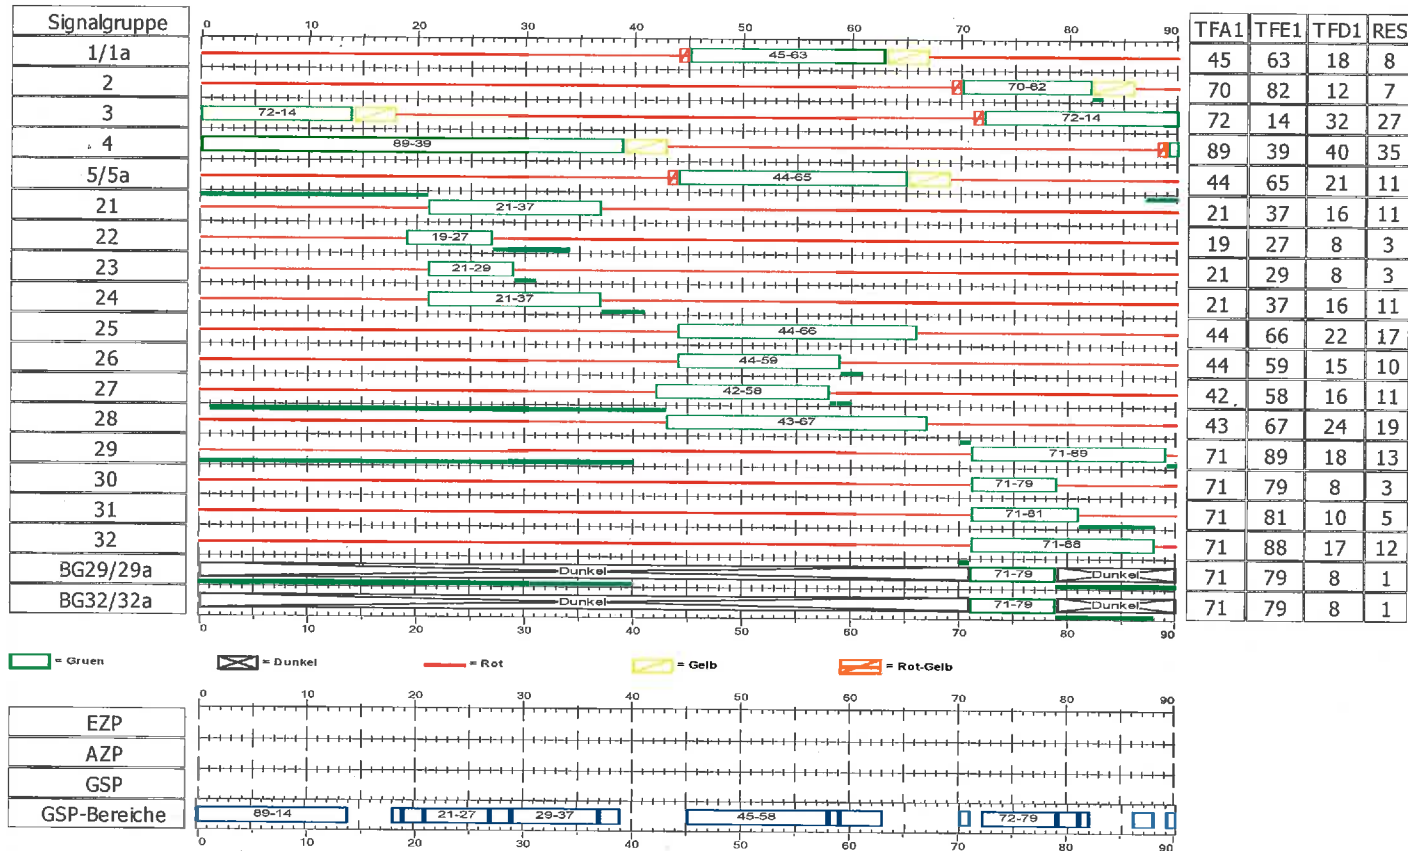 Signalgruppe 0 10 20 30 40 50 60 70 80 90 TFA1 TFE1 TFD1 RES
1/1a 45-63 45 63 18 8
2 70-82 70 82 12 7
3 72-14 72-14 72 14 32 27
4 89-39 89 39 40 35
5/5a 44-65 44 65 21 11
21 21-37 21 37 16 11
22 19-27 19 27 8 3
23 21-29 21 29 8 3
24 21-37 21 37 16 11
25 44-66 44 66 22 17
26 44-59 44 59 15 10
27 42-58 42 58 16 11
28 43-67 43 67 24 19
29 71-89 71 89 18 13
30 71-79 71 79 8 3
31 71-81 71 81 10 5
32 71-88 71 88 17 12
BG29/29a Dunkel 71-79 Dunkel 71 79 8 1
BG32/32a Dunkel 71-79 Dunkel 71 79 8 1
0 10 20 30 40 50 60 70 80 90
= Gruen = Dunkel = Rot = Gelb = Rot-Gelb
0 10 20 30 40 50 60 70 80 90
EZP
AZP
GSP
GSP-Bereiche 89-14 21-27 29-37 45-58 72-79
0 10 20 30 40 50 60 70 80 90